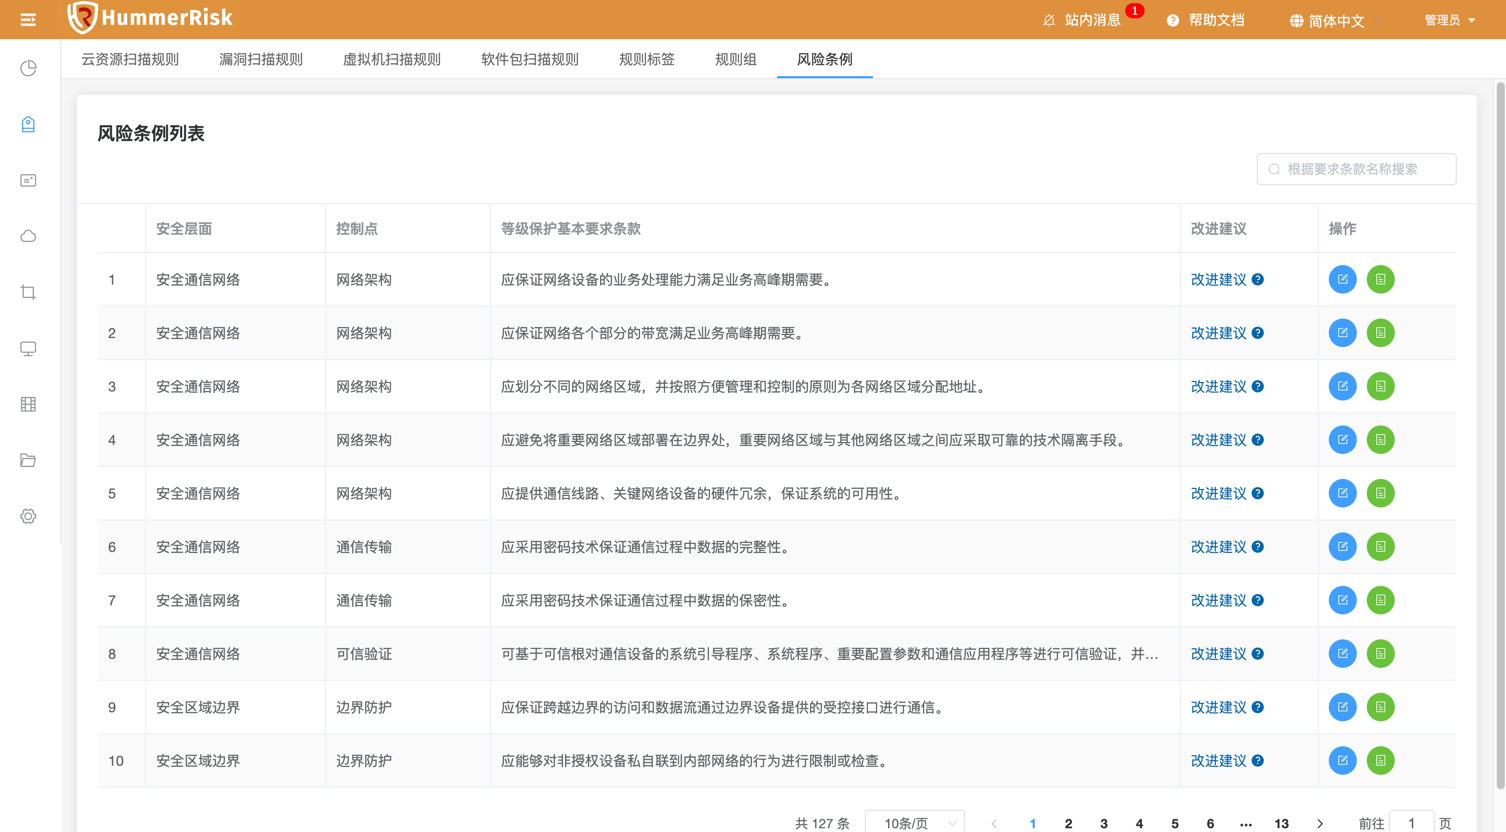 HummerRisk
站内消息 1 帮助文档 简体中文 管理员
云资源扫描规则 漏洞扫描规则 虚拟机扫描规则 软件包扫描规则 规则标签 规则组 风险条例
风险条例列表
根据要求条款名称搜索
安全层面 控制点 等级保护基本要求条款 改进建议 操作
1 安全通信网络 网络架构 应保证网络设备的业务处理能力满足业务高峰期需要。 改进建议
2 安全通信网络 网络架构 应保证网络各个部分的带宽满足业务高峰期需要。 改进建议
3 安全通信网络 网络架构 应划分不同的网络区域，并按照方便管理和控制的原则为各网络区域分配地址。 改进建议
4 安全通信网络 网络架构 应避免将重要网络区域部署在边界处，重要网络区域与其他网络区域之间应采取可靠的技术隔离手段。 改进建议
5 安全通信网络 网络架构 应提供通信线路、关键网络设备的硬件冗余，保证系统的可用性。 改进建议
6 安全通信网络 通信传输 应采用密码技术保证通信过程中数据的完整性。 改进建议
7 安全通信网络 通信传输 应采用密码技术保证通信过程中数据的保密性。 改进建议
8 安全通信网络 可信验证 可基于可信根对通信设备的系统引导程序、系统程序、重要配置参数和通信应用程序等进行可信验证，并... 改进建议
9 安全区域边界 边界防护 应保证跨越边界的访问和数据流通过边界设备提供的受控接口进行通信。 改进建议
10 安全区域边界 边界防护 应能够对非授权设备私自联到内部网络的行为进行限制或检查。 改进建议
共 127 条 10条/页 1 2 3 4 5 6 ... 13 前往 1 页